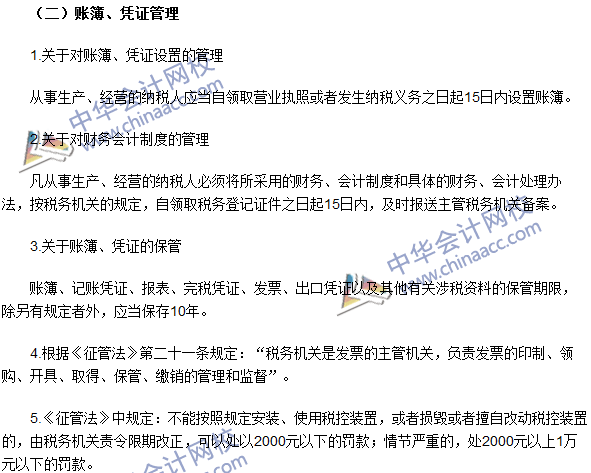 （二）账簿、凭证管理
1.关于对账簿、凭证设置的管理
从事生产、经营的纳税人应当自领取营业执照或者发生纳税义务之日起15日内设置账簿。
2.关于对财务会计制度的管理
凡从事生产、经营的纳税人必须将所采用的财务、会计制度和具体的财务、会计处理办
法，按税务机关的规定，自领取税务登记证件之日起15日内，及时报送主管税务机关备案。
3.关于账簿、凭证的保管
账簿、记账凭证、报表、完税凭证、发票、出口凭证以及其他有关涉税资料的保管期限，
除另有规定者外，应当保存10年。
4.根据《征管法》第二十一条规定：“税务机关是发票的主管机关，负责发票的印制、领
购、开具、取得、保管、缴销的管理和监督”。
5.《征管法》中规定：不能按照规定安装、使用税控装置，或者损毁或者擅自改动税控装置
的，由税务机关责令限期改正，可以处以2000元以下的罚款；情节严重的，处2000元以上1万
元以下的罚款。
中华会计网校
www.chinaacc.com
中华会计网校
www.chinaacc.com
中华会计网校